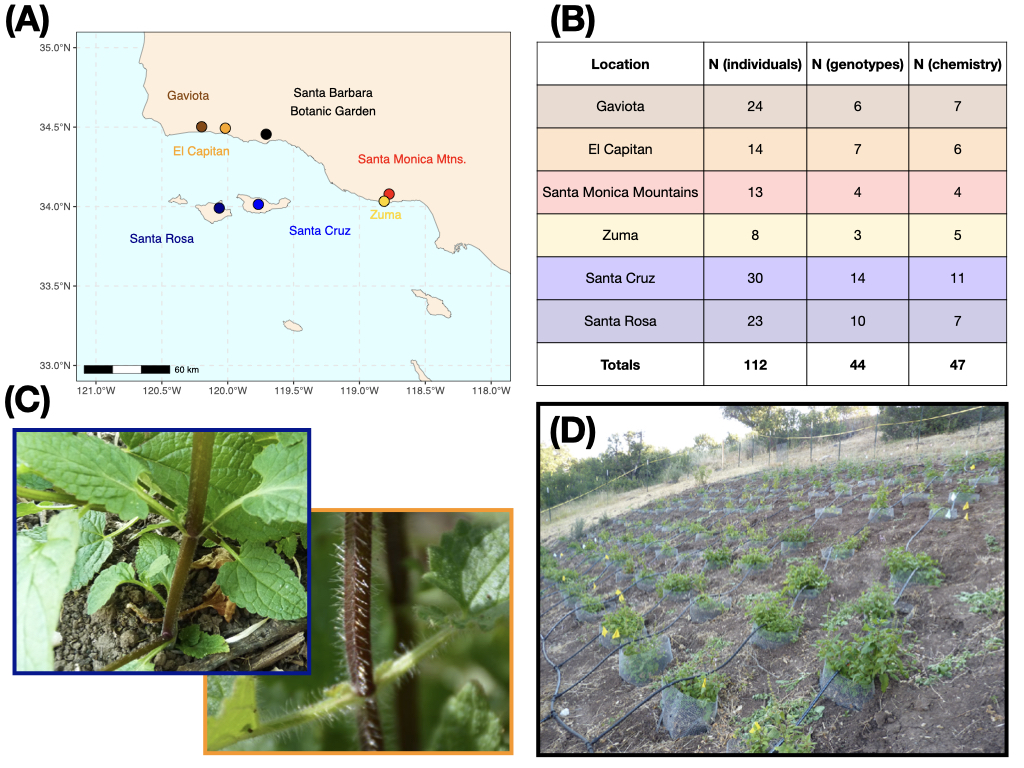 (A)
35.0°N
34.5°N
34.0°N
33.5°N
33.0°N
121.0°W 120.5°W 120.0°W 119.5°W 119.0°W 118.5°W 118.0°W
Gaviota
Santa Barbara
Botanic Garden
El Capitan
Santa Monica Mtns.
Zuma
Santa Rosa
Santa Cruz
60 km
(B)
Location N (individuals) N (genotypes) N (chemistry)
Gaviota 24 6 7
El Capitan 14 7 6
Santa Monica Mountains 13 4 4
Zuma 8 3 5
Santa Cruz 30 14 11
Santa Rosa 23 10 7
Totals 112 44 47
(C)
(D)